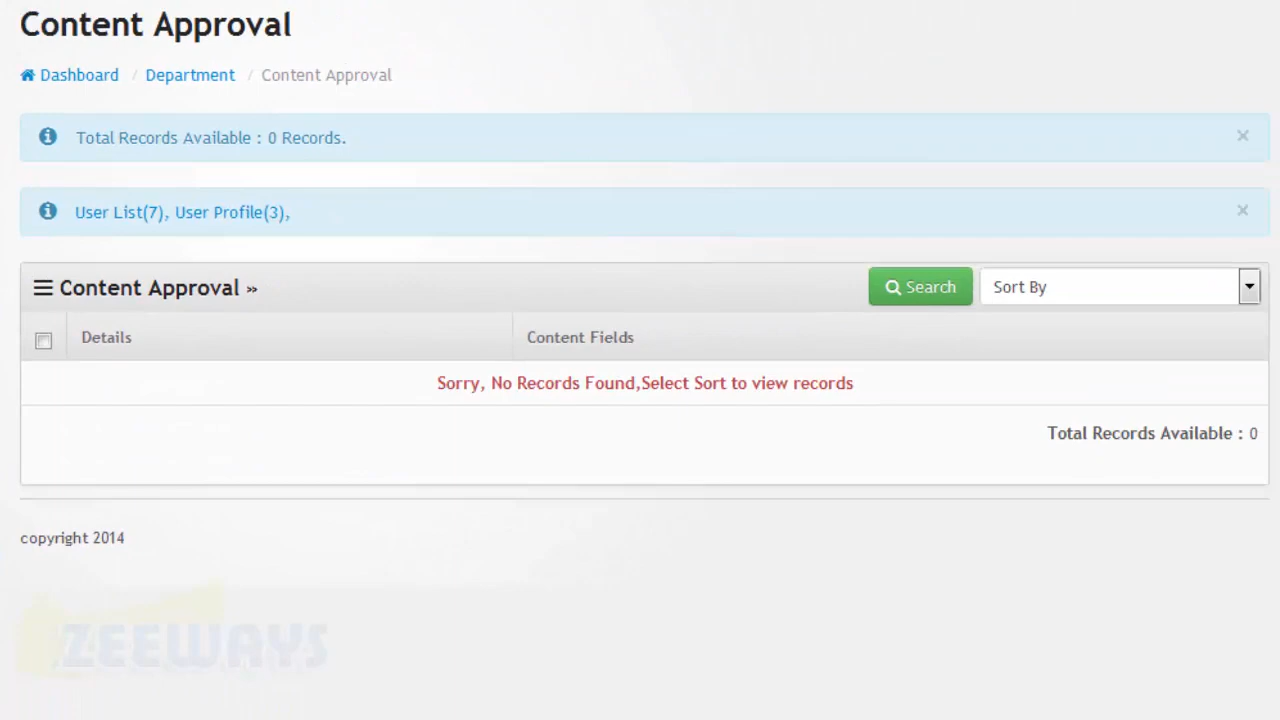 Content Approval
Dashboard / Department / Content Approval
Total Records Available : 0 Records. ×
User List(7), User Profile(3), ×
Content Approval » Search Sort By
Details Content Fields
Sorry, No Records Found,Select Sort to view records
Total Records Available : 0
copyright 2014
ZEEWAYS